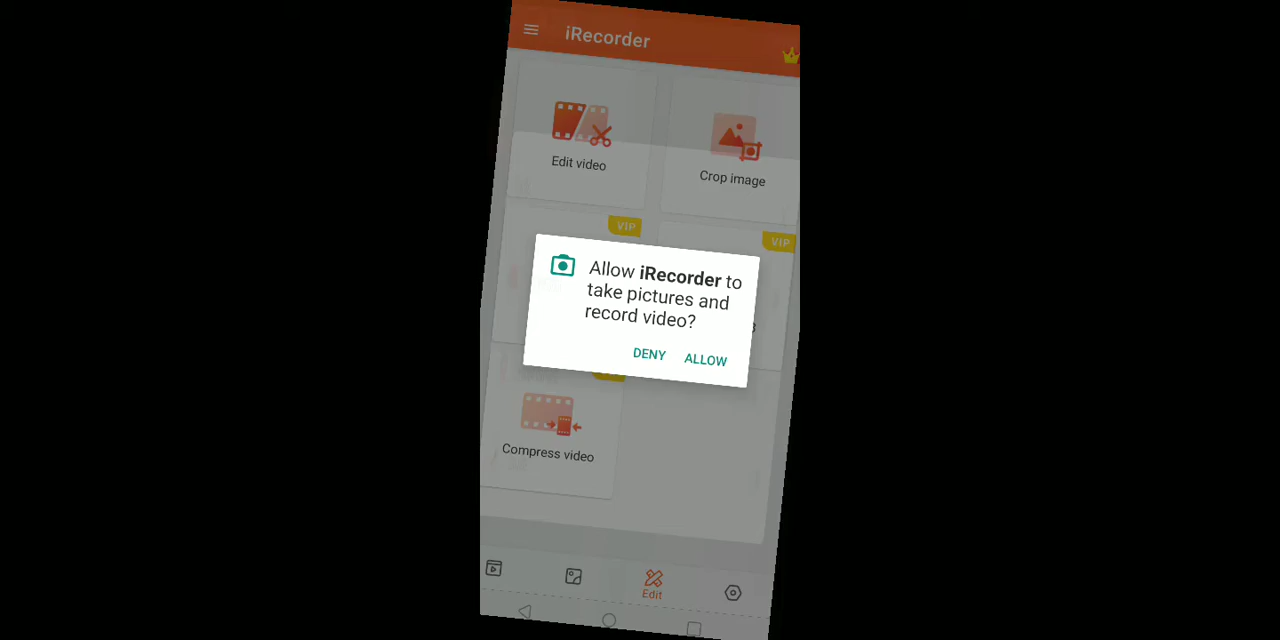 iRecorder
Edit video
Crop image
VIP
VIP
Allow iRecorder to
take pictures and
record video?
DENY
ALLOW
Compress video
Edit